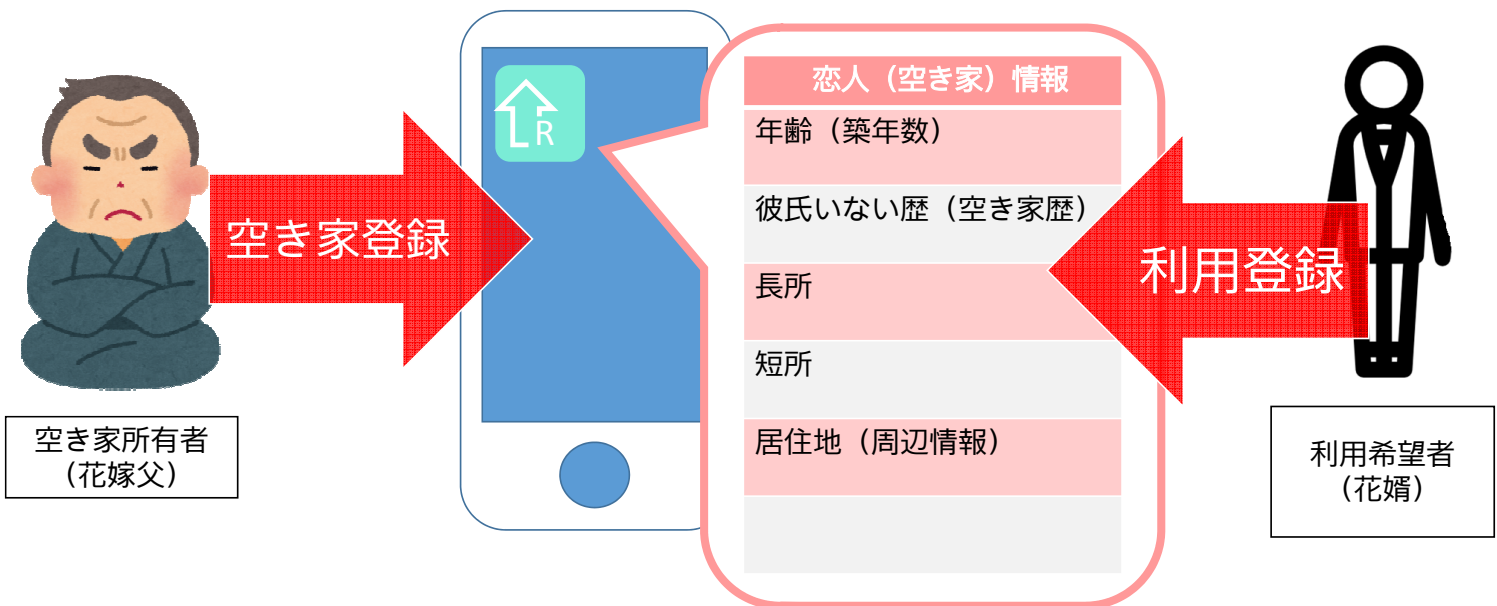 恋人（空き家）情報
R
年齢（築年数）
彼氏いない歴（空き家歴）
空き家登録
利用登録
長所
短所
居住地（周辺情報）
空き家所有者
（花嫁父）
利用希望者
（花婿）